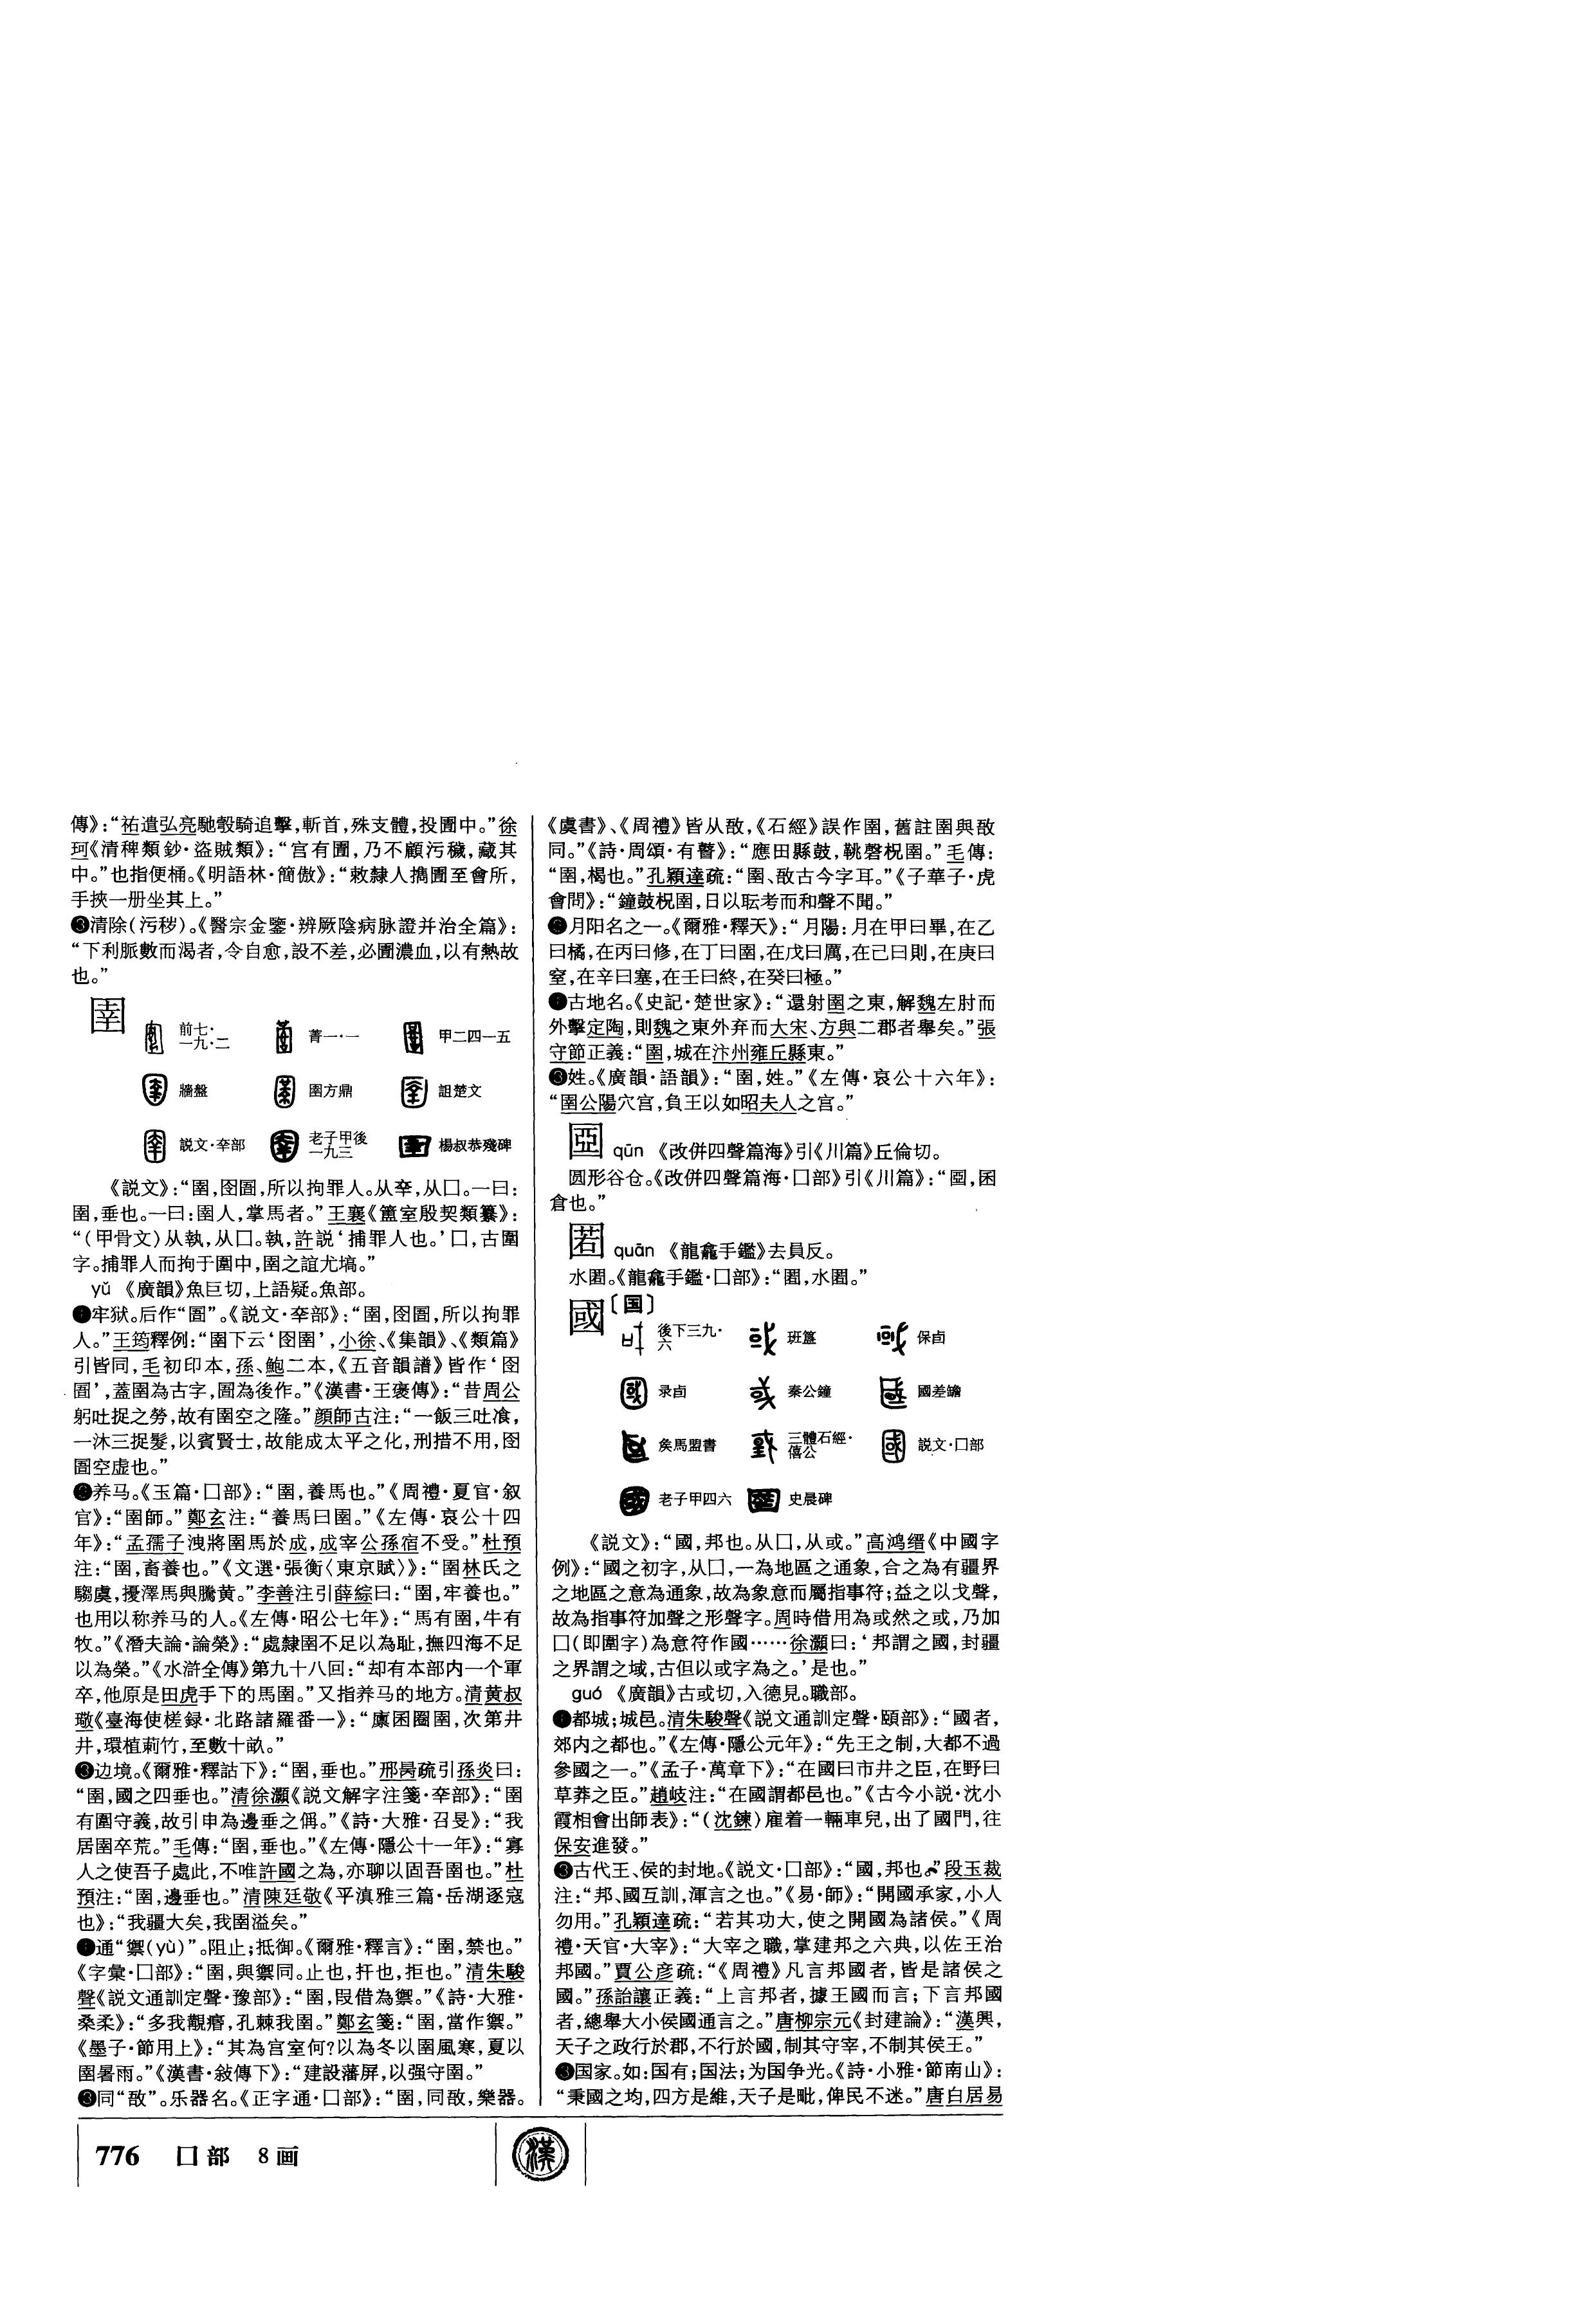 傳》：“祐遣弘亮馳彀騎追擊，斬首，殊支體，投圊中。”徐
珂《清稗類鈔·盜賊類》：“宫有圊，乃不顧污穢，藏其
中。”也指便桶。《明語林·簡傲》：“敕隸人携圊至會所，
手挾一册坐其上。”
❸清除（污秽）。《醫宗金鑒·辨厥陰病脉證并治全篇》：
“下利脈數而渴者，令自愈，設不差，必圊濃血，以有熱故
也。”
圉
前七·一九·二 菁一·一 甲二四一五
牆盤 圉方鼎 詛楚文
説文·㚔部 老子甲後一九三 楊叔恭殘碑
《説文》：“圉，囹圄，所以拘罪人。从㚔，从囗。一曰：
圉，垂也。一曰：圉人，掌馬者。”王襄《簠室殷契類纂》：
“（甲骨文）从執，从囗。執，許説‘捕罪人也。’囗，古圍
字。捕罪人而拘于圍中，圉之誼尤塙。”
yǔ 《廣韻》魚巨切，上語疑。魚部。
❶牢狱。后作“圄”。《説文·㚔部》：“圉，囹圄，所以拘罪
人。”王筠釋例：“圉下云‘囹圉’，小徐、《集韻》、《類篇》
引皆同，毛初印本，孫、鮑二本，《五音韻譜》皆作‘囹
圄’，蓋圉為古字，圄為後作。”《漢書·王褒傳》：“昔周公
躬吐捉之勞，故有圉空之隆。”顔師古注：“一飯三吐飡，
一沐三捉髮，以賓賢士，故能成太平之化，刑措不用，囹
圄空虚也。”
❷养马。《玉篇·囗部》：“圉，養馬也。”《周禮·夏官·叙
官》：“圉師。”鄭玄注：“養馬曰圉。”《左傳·哀公十四
年》：“孟孺子洩將圉馬於成，成宰公孫宿不受。”杜預
注：“圉，畜養也。”《文選·張衡〈東京賦〉》：“圉林氏之
騶虞，擾澤馬與騰黄。”李善注引薛綜曰：“圉，牢養也。”
也用以称养马的人。《左傳·昭公七年》：“馬有圉，牛有
牧。”《潛夫論·論榮》：“處隸圉不足以為耻，撫四海不足
以為榮。”《水滸全傳》第九十八回：“却有本部内一个軍
卒，他原是田虎手下的馬圉。”又指养马的地方。清黄叔
璥《臺海使槎録·北路諸羅番一》：“廪囷圈圉，次第井
井，環植莿竹，至數十畝。”
❸边境。《爾雅·釋詁下》：“圉，垂也。”邢昺疏引孫炎曰：
“圉，國之四垂也。”清徐灝《説文解字注箋·㚔部》：“圉
有圍守義，故引申為邊垂之偁。”《詩·大雅·召旻》：“我
居圉卒荒。”毛傳：“圉，垂也。”《左傳·隱公十一年》：“寡
人之使吾子處此，不唯許國之為，亦聊以固吾圉也。”杜
預注：“圉，邊垂也。”清陳廷敬《平滇雅三篇·岳湖逐寇
也》：“我疆大矣，我圉溢矣。”
❹通“禦（yù）”。阻止；抵御。《爾雅·釋言》：“圉，禁也。”
《字彙·囗部》：“圉，與禦同。止也，扞也，拒也。”清朱駿
聲《説文通訓定聲·豫部》：“圉，叚借為禦。”《詩·大雅·
桑柔》：“多我覯痻，孔棘我圉。”鄭玄箋：“圉，當作禦。”
《墨子·節用上》：“其為宫室何？以為冬以圉風寒，夏以
圉暑雨。”《漢書·敍傳下》：“建設藩屏，以强守圉。”
❺同“敔”。乐器名。《正字通·囗部》：“圉，同敔，樂器。
《虞書》、《周禮》皆从敔，《石經》誤作圉，舊註圉與敔
同。”《詩·周頌·有瞽》：“應田縣鼓，鞉磬柷圉。”毛傳：
“圉，楬也。”孔穎達疏：“圉、敔古今字耳。”《子華子·虎
會問》：“鐘鼓柷圉，日以耾考而和聲不聞。”
❻月阳名之一。《爾雅·釋天》：“月陽：月在甲曰畢，在乙
曰橘，在丙曰修，在丁曰圉，在戊曰厲，在己曰則，在庚曰
窒，在辛曰塞，在壬曰終，在癸曰極。”
❼古地名。《史記·楚世家》：“還射圉之東，解魏左肘而
外擊定陶，則魏之東外弃而大宋、方與二郡者舉矣。”張
守節正義：“圉，城在汴州雍丘縣東。”
❽姓。《廣韻·語韻》：“圉，姓。”《左傳·哀公十六年》：
“圉公陽穴宫，負王以如昭夫人之宫。”
qūn 《改併四聲篇海》引《川篇》丘倫切。
圆形谷仓。《改併四聲篇海·囗部》引《川篇》：“，囷
倉也。”
quān 《龍龕手鑑》去員反。
《龍龕手鑑·囗部》：
國〔国〕
後下三九·六 班簋 保卣
录卣 秦公鐘 國差𦉜
矦馬盟書 三體石經·僖公 説文·囗部
老子甲四六 史晨碑
《説文》：“國，邦也。从囗，从或。”高鸿缙《中國字
例》：“國之初字，从囗，一為地區之通象，合之為有疆界
之地區之意為通象，故為象意而屬指事符；益之以戈聲，
故為指事符加聲之形聲字。周時借用為或然之或，乃加
囗（即圍字）為意符作國……徐灝曰：‘邦謂之國，封疆
之界謂之域，古但以或字為之。’是也。”
guó 《廣韻》古或切，入德見。職部。
❶都城；城邑。清朱駿聲《説文通訓定聲·頤部》：“國者，
郊内之都也。”《左傳·隱公元年》：“先王之制，大都不過
參國之一。”《孟子·萬章下》：“在國曰市井之臣，在野曰
草莽之臣。”趙岐注：“在國謂都邑也。”《古今小説·沈小
霞相會出師表》：“（沈鍊）雇着一輛車兒，出了國門，往
保安進發。”
❷古代王、侯的封地。《説文·囗部》：“國，邦也。”段玉裁
注：“邦、國互訓，渾言之也。”《易·師》：“開國承家，小人
勿用。”孔穎達疏：“若其功大，使之開國為諸侯。”《周
禮·天官·大宰》：“大宰之職，掌建邦之六典，以佐王治
邦國。”賈公彦疏：“《周禮》凡言邦國者，皆是諸侯之
國。”孫詒讓正義：“上言邦者，據王國而言；下言邦國
者，總舉大小侯國通言之。”唐柳宗元《封建論》：“漢興，
天子之政行於郡，不行於國，制其守宰，不制其侯王。”
❸国家。如：国有；国法；为国争光。《詩·小雅·節南山》：
“秉國之均，四方是維，天子是毗，俾民不迷。”唐白居易
776 囗部 8画
漢